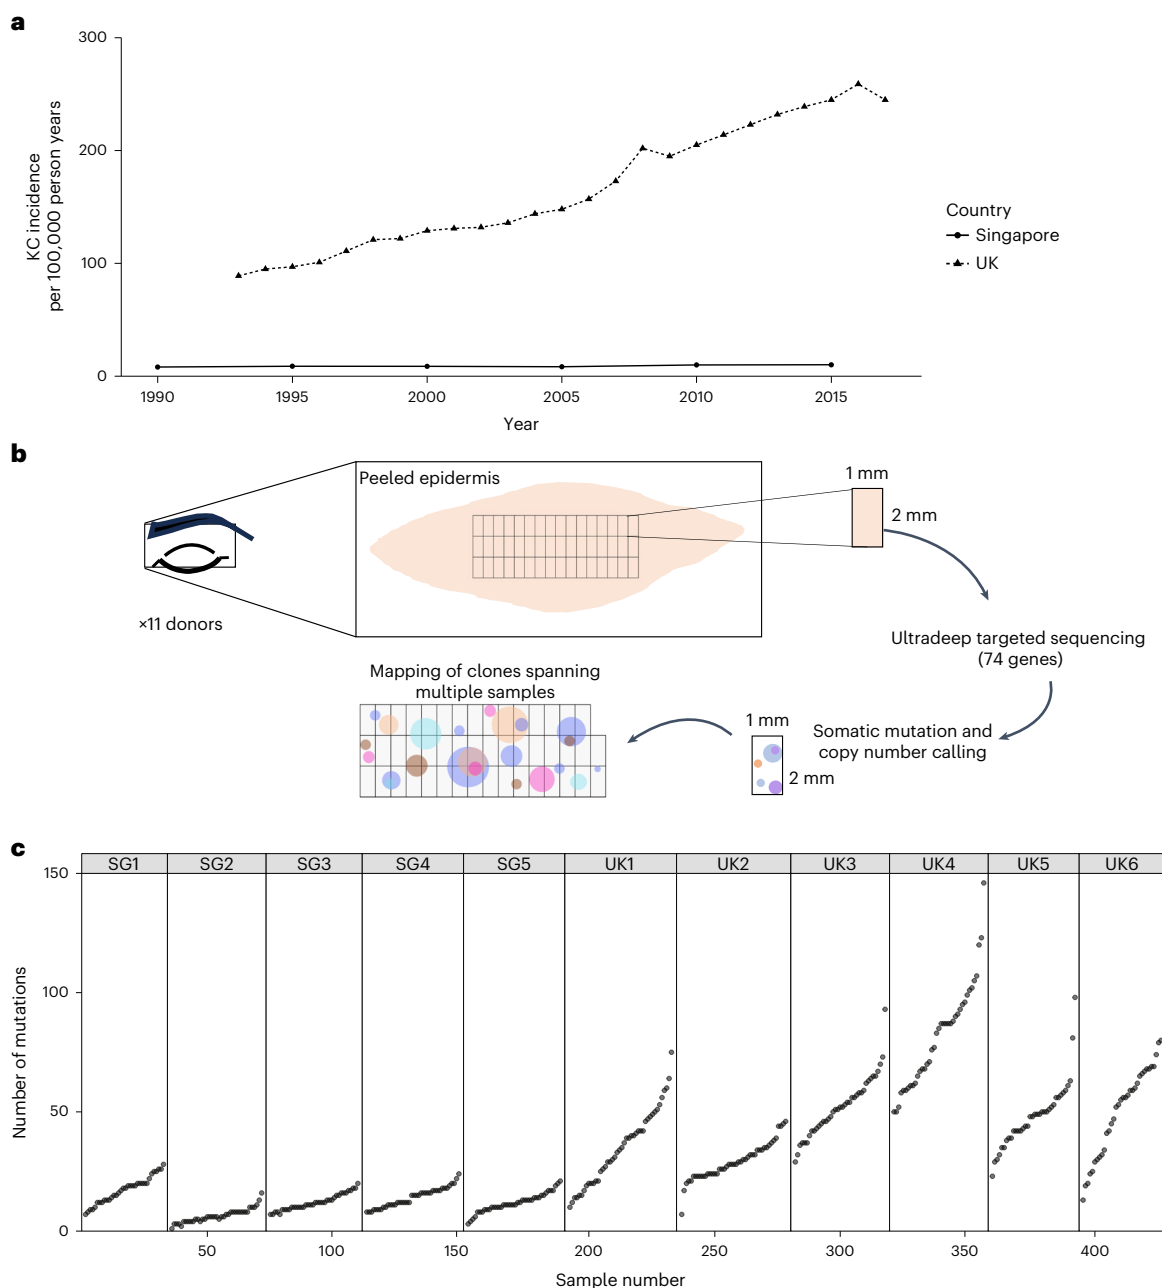 a
300
200
100
0
KC incidence
per 100,000 person years
1990
1995
2000
2005
2010
2015
Year
Country
Singapore
UK
b
Peeled epidermis
×11 donors
1 mm
2 mm
Ultradeep targeted sequencing
(74 genes)
Somatic mutation and
copy number calling
1 mm
2 mm
Mapping of clones spanning
multiple samples
c
SG1
SG2
SG3
SG4
SG5
UK1
UK2
UK3
UK4
UK5
UK6
150
100
50
0
Number of mutations
50
100
150
200
250
300
350
400
Sample number